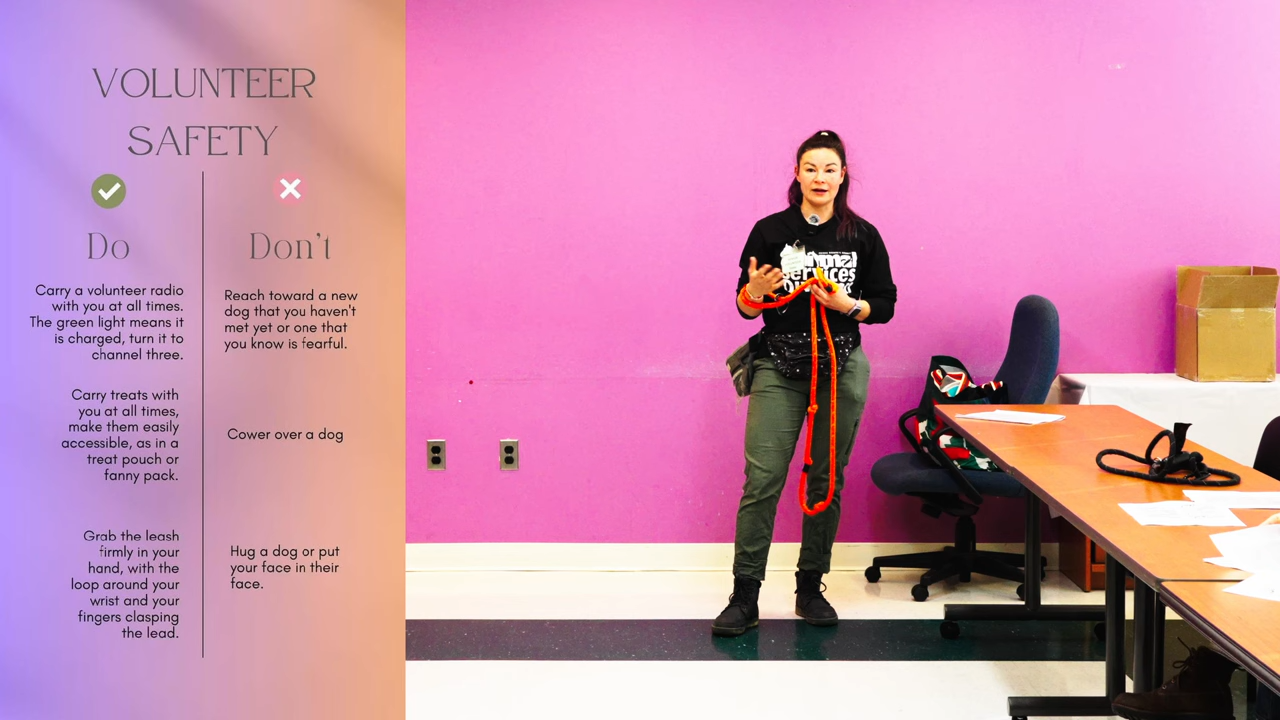 VOLUNTEER
SAFETY
Do
Carry a volunteer radio
with you at all times.
The green light means it
is charged, turn it to
channel three.
Carry treats with
you at all times,
make them easily
accessible, as in a
treat pouch or
fanny pack.
Grab the leash
firmly in your
hand, with the
loop around your
wrist and your
fingers clasping
the lead.
Don't
Reach toward a new
dog that you haven't
met yet or one that
you know is fearful.
Cower over a dog
Hug a dog or put
your face in their
face.
Services